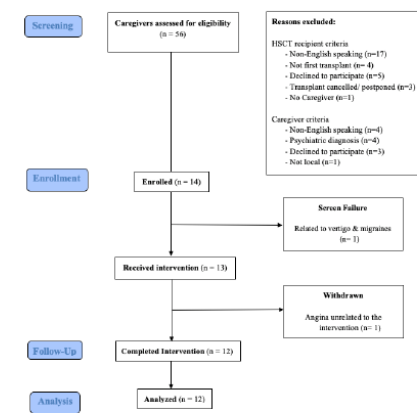 Screening
Caregivers assessed for eligibility
(n = 56)
Reasons excluded:
HSCT recipient criteria
- Non-English speaking (n=17)
- Not first transplant (n= 4)
- Declined to participate (n=5)
- Transplant cancelled/ postponed (n=3)
- No Caregiver (n=1)
Caregiver criteria
- Non-English speaking (n=4)
- Psychiatric diagnosis (n=4)
- Declined to participate (n=3)
- Not local (n=1)
Enrollment
Enrolled (n = 14)
Screen Failure
Related to vertigo & migraines
(n= 1)
Received intervention (n = 13)
Withdrawn
Angina unrelated to the
intervention (n= 1)
Follow-Up
Completed Intervention (n = 12)
Analysis
Analyzed (n = 12)